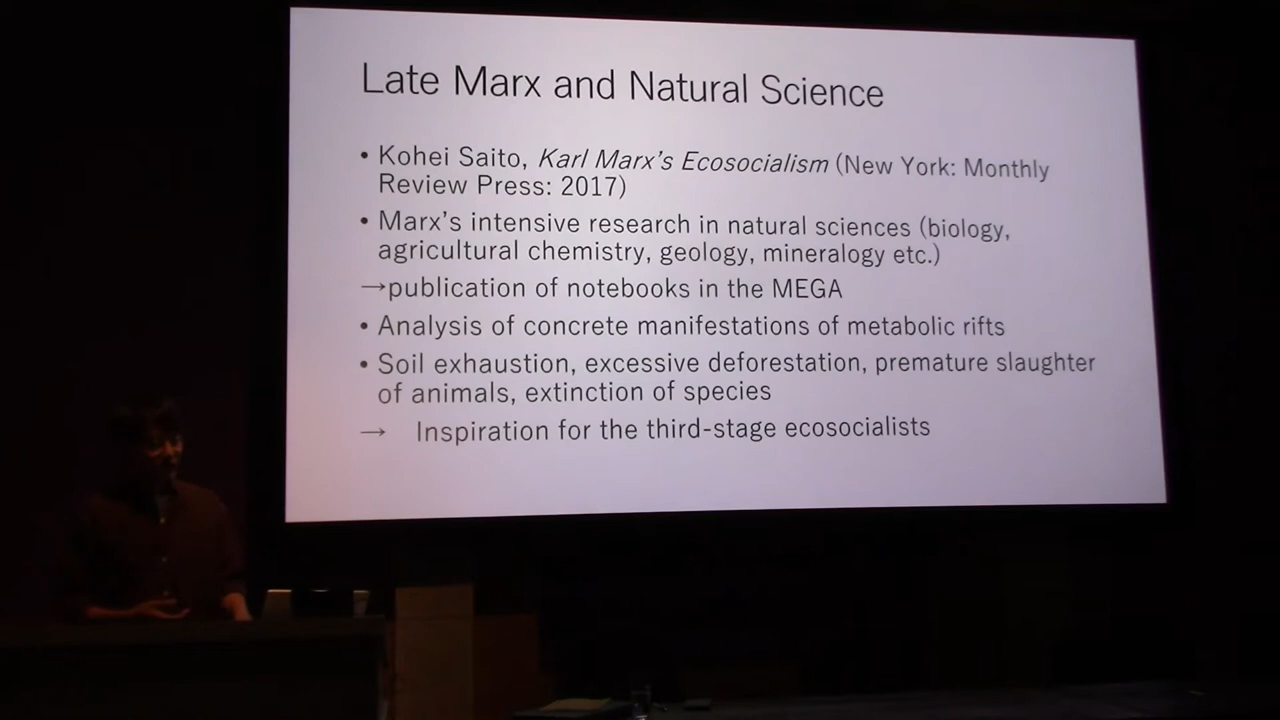 Late Marx and Natural Science
• Kohei Saito, Karl Marx's Ecosocialism (New York: Monthly
Review Press: 2017)
• Marx's intensive research in natural sciences (biology,
agricultural chemistry, geology, mineralogy etc.)
→publication of notebooks in the MEGA
• Analysis of concrete manifestations of metabolic rifts
• Soil exhaustion, excessive deforestation, premature slaughter
of animals, extinction of species
→ Inspiration for the third-stage ecosocialists